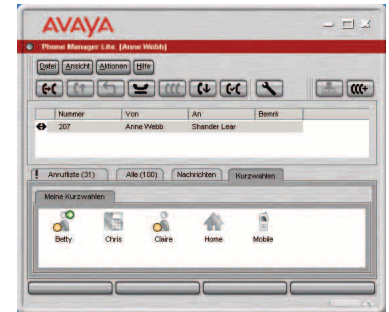 AVAYA
Phone Manager Lite [Anne Webb]
Datei Ansicht Aktionen Hilfe
Nummer Von An Bemrk
207 Anne Webb Shander Lear
! Anrufliste (31) Alle (100) Nachrichten Kurzwahlen
Meine Kurzwahlen
Betty Chris Claire Home Mobile